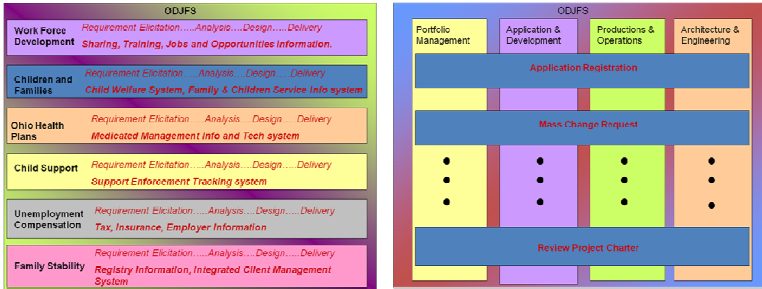 ODJFS
Work Force
Development
Requirement Elicitation…..Analysis….Design…..Delivery
Sharing, Training, Jobs and Opportunities Information.
Children and
Families
Requirement Elicitation…..Analysis….Design…..Delivery
Child Welfare System, Family & Children Service Info system
Ohio Health
Plans
Requirement Elicitation…..Analysis….Design…..Delivery
Medicated Management Info and Tech system
Child Support
Requirement Elicitation…..Analysis….Design…..Delivery
Support Enforcement Tracking system
Unemployment
Compensation
Requirement Elicitation…..Analysis….Design…..Delivery
Tax, Insurance, Employer Information
Family Stability
Requirement Elicitation…..Analysis….Design…..Delivery
Registry Information, Integrated Client Management
System
ODJFS
Portfolio
Management
Application &
Development
Productions &
Operations
Architecture &
Engineering
Application Registration
Mass Change Request
Review Project Charter